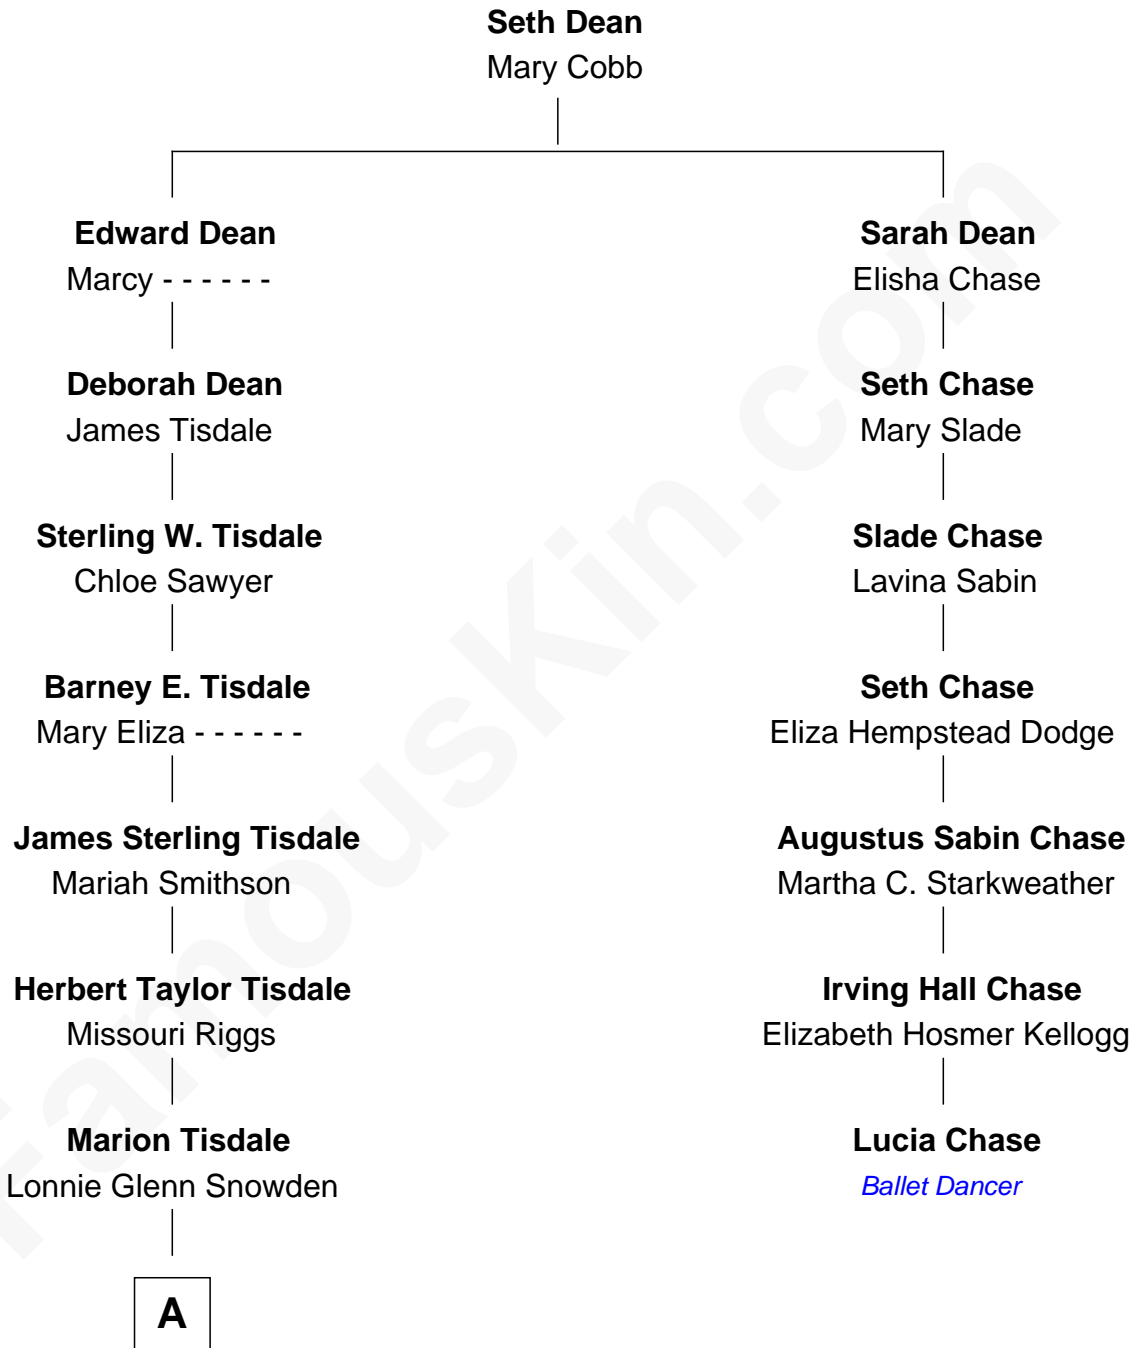 Seth Dean
Mary Cobb
Edward Dean
Marcy - - - - - -
Sarah Dean
Elisha Chase
Deborah Dean
James Tisdale
Seth Chase
Mary Slade
Sterling W. Tisdale
Chloe Sawyer
Slade Chase
Lavina Sabin
Barney E. Tisdale
Mary Eliza - - - - - -
Seth Chase
Eliza Hempstead Dodge
James Sterling Tisdale
Mariah Smithson
Augustus Sabin Chase
Martha C. Starkweather
Herbert Taylor Tisdale
Missouri Riggs
Irving Hall Chase
Elizabeth Hosmer Kellogg
Marion Tisdale
Lonnie Glenn Snowden
Lucia Chase
Ballet Dancer
A
FamousKin.com